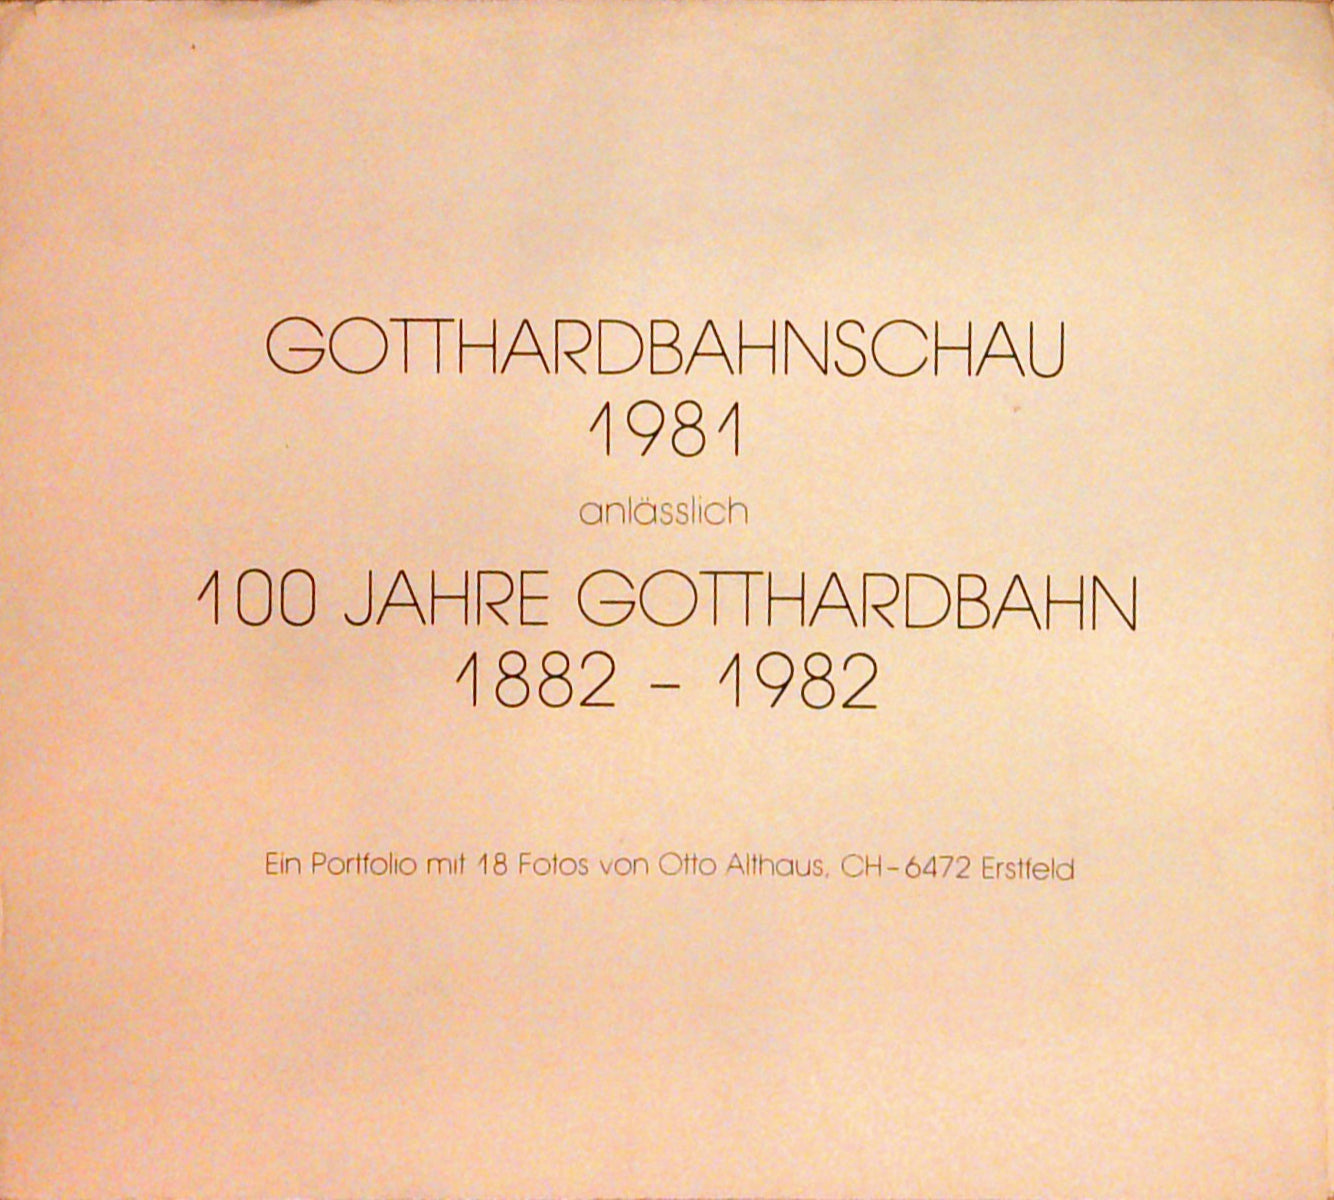 GOTTHARDBAHNSCHAU
1981
anlässlich
100 JAHRE GOTTHARDBAHN
1882 – 1982
Ein Portfolio mit 18 Fotos von Otto Althaus, CH-6472 Erstfeld